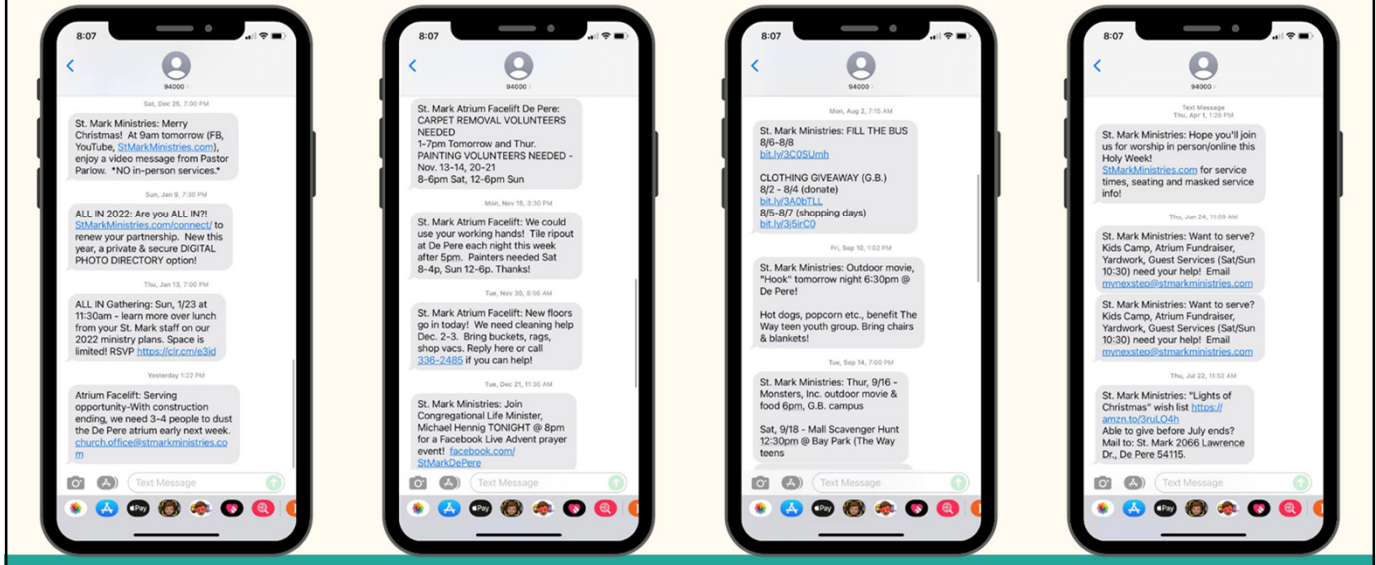 8:07
94000
Sat, Dec 25, 7:00 PM
St. Mark Ministries: Merry
Christmas! At 9am tomorrow (FB,
YouTube, StMarkMinistries.com),
enjoy a video message from Pastor
Parlow. *NO in-person services.*
Sun, Jan 9, 7:30 PM
ALL IN 2022: Are you ALL IN?!
StMarkMinistries.com/connect/ to
renew your partnership. New this
year, a private & secure DIGITAL
PHOTO DIRECTORY option!
Thu, Jan 13, 7:00 PM
ALL IN Gathering: Sun, 1/23 at
11:30am - learn more over lunch
from your St. Mark staff on our
2022 ministry plans. Space is
limited! RSVP https://clr.cm/e3id
Yesterday 1:22 PM
Atrium Facelift: Serving
opportunity-With construction
ending, we need 3-4 people to dust
the De Pere atrium early next week.
church.office@stmarkministries.co
m
Text Message
Pay
8:07
94000
St. Mark Atrium Facelift De Pere:
CARPET REMOVAL VOLUNTEERS
NEEDED
1-7pm Tomorrow and Thur.
PAINTING VOLUNTEERS NEEDED -
Nov. 13-14, 20-21
8-6pm Sat, 12-6pm Sun
Mon, Nov 15, 3:30 PM
St. Mark Atrium Facelift: We could
use your working hands! Tile ripout
at De Pere each night this week
after 5pm. Painters needed Sat
8-4p, Sun 12-6p. Thanks!
Tue, Nov 30, 8:56 AM
St. Mark Atrium Facelift: New floors
go in today! We need cleaning help
Dec. 2-3. Bring buckets, rags,
shop vacs. Reply here or call
336-2485 if you can help!
Tue, Dec 21, 11:30 AM
St. Mark Ministries: Join
Congregational Life Minister,
Michael Hennig TONIGHT @ 8pm
for a Facebook Live Advent prayer
event! facebook.com/
StMarkDePere
Text Message
Pay
8:07
94000
Mon, Aug 2, 7:15 AM
St. Mark Ministries: FILL THE BUS
8/6-8/8
bit.ly/3C0SUmh
CLOTHING GIVEAWAY (G.B.)
8/2 - 8/4 (donate)
bit.ly/3A0bTLL
8/5-8/7 (shopping days)
bit.ly/3j5irC0
Fri, Sep 10, 1:02 PM
St. Mark Ministries: Outdoor movie,
"Hook" tomorrow night 6:30pm @
De Pere!
Hot dogs, popcorn etc., benefit The
Way teen youth group. Bring chairs
& blankets!
Tue, Sep 14, 7:00 PM
St. Mark Ministries: Thur, 9/16 -
Monsters, Inc. outdoor movie &
food 6pm, G.B. campus
Sat, 9/18 - Mall Scavenger Hunt
12:30pm @ Bay Park (The Way
teens
Text Message
Pay
8:07
94000
Text Message
Thu, Apr 1, 1:28 PM
St. Mark Ministries: Hope you'll join
us for worship in person/online this
Holy Week!
StMarkMinistries.com for service
times, seating and masked service
info!
Thu, Jun 24, 11:09 AM
St. Mark Ministries: Want to serve?
Kids Camp, Atrium Fundraiser,
Yardwork, Guest Services (Sat/Sun
10:30) need your help! Email
mynexstep@stmarkministries.com
St. Mark Ministries: Want to serve?
Kids Camp, Atrium Fundraiser,
Yardwork, Guest Services (Sat/Sun
10:30) need your help! Email
mynexstep@stmarkministries.com
Thu, Jul 22, 11:52 AM
St. Mark Ministries: "Lights of
Christmas" wish list https://
amzn.to/3ruLO4h
Able to give before July ends?
Mail to: St. Mark 2066 Lawrence
Dr., De Pere 54115.
Text Message
Pay